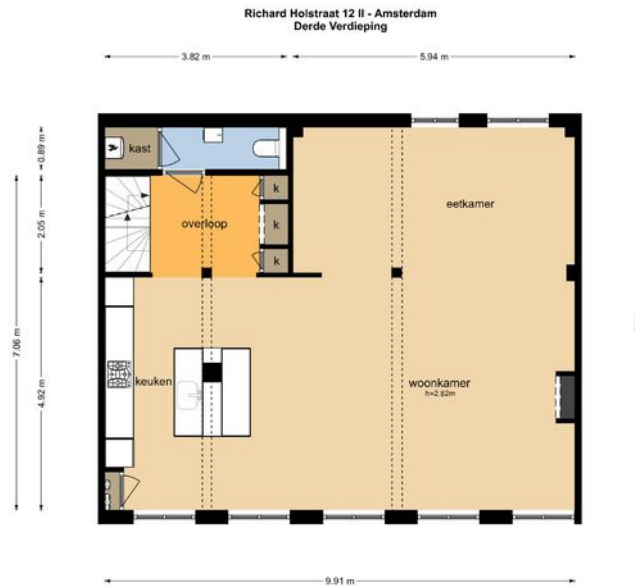 Richard Holstraat 12 II - Amsterdam
Derde Verdieping
3.82 m
5.94 m
0.89 m
kast
k
2.05 m
overloop
k
eetkamer
k
7.06 m
4.92 m
keuken
woonkamer
h=2.82m
9.91 m